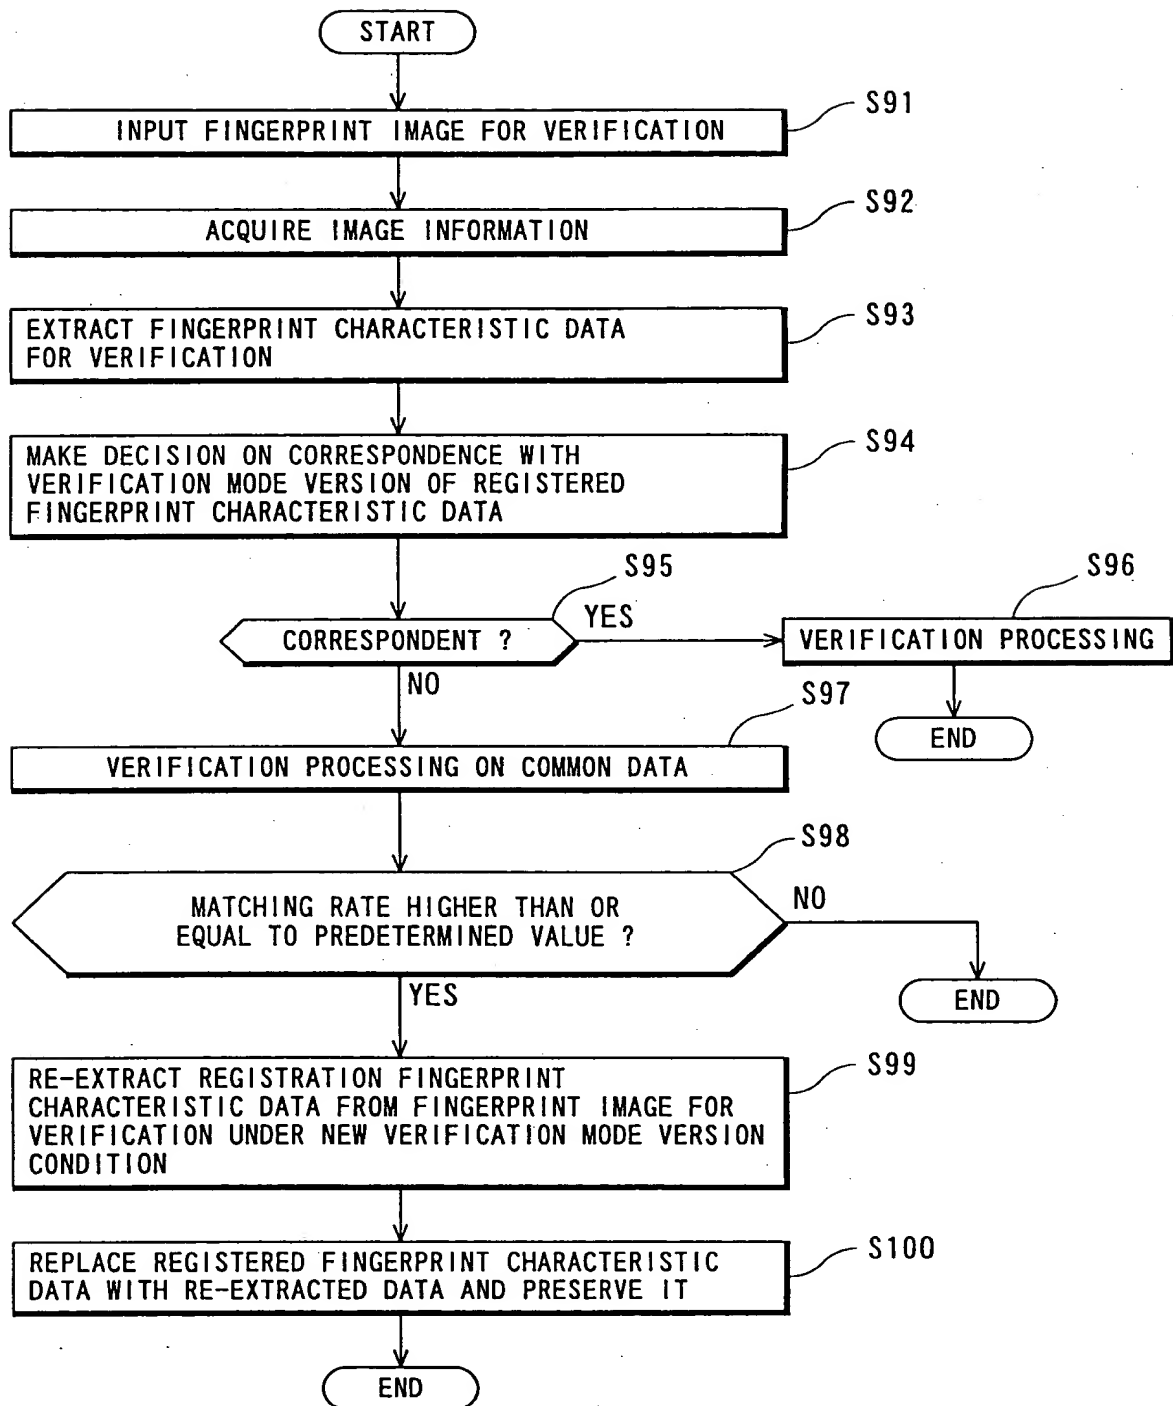 START
S91
INPUT FINGERPRINT IMAGE FOR VERIFICATION
S92
ACQUIRE IMAGE INFORMATION
S93
EXTRACT FINGERPRINT CHARACTERISTIC DATA
FOR VERIFICATION
S94
MAKE DECISION ON CORRESPONDENCE WITH
VERIFICATION MODE VERSION OF REGISTERED
FINGERPRINT CHARACTERISTIC DATA
S95
CORRESPONDENT ?
YES
S96
VERIFICATION PROCESSING
END
NO
S97
VERIFICATION PROCESSING ON COMMON DATA
S98
MATCHING RATE HIGHER THAN OR
EQUAL TO PREDETERMINED VALUE ?
NO
END
YES
S99
RE-EXTRACT REGISTRATION FINGERPRINT
CHARACTERISTIC DATA FROM FINGERPRINT IMAGE FOR
VERIFICATION UNDER NEW VERIFICATION MODE VERSION
CONDITION
S100
REPLACE REGISTERED FINGERPRINT CHARACTERISTIC
DATA WITH RE-EXTRACTED DATA AND PRESERVE IT
END